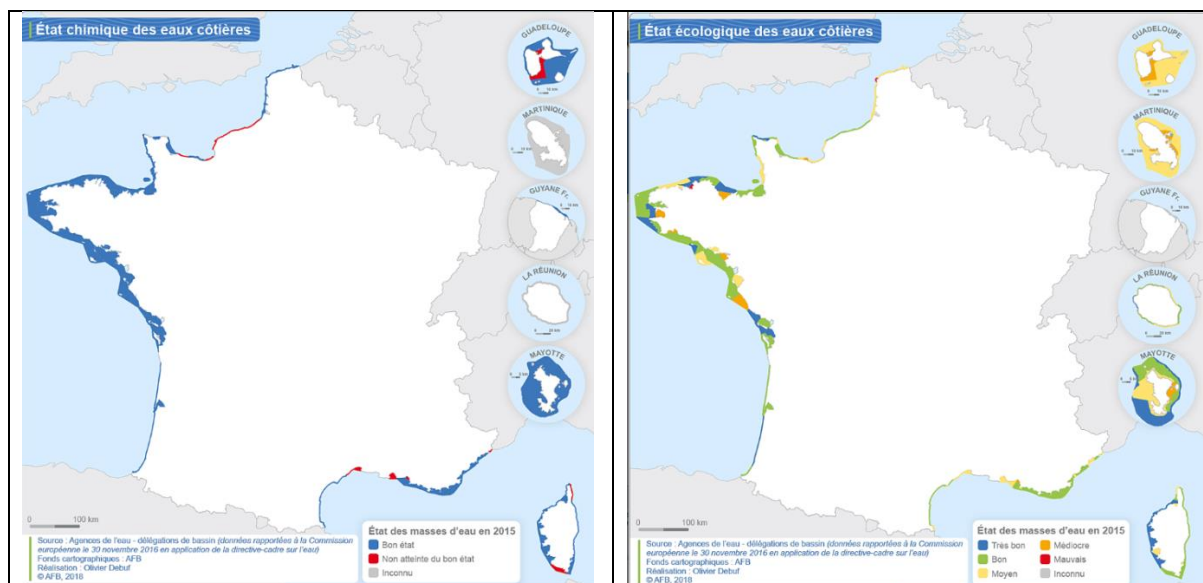 État chimique des eaux côtières
GUADELOUPE
MARTINIQUE
GUYANE Fr.
LA RÉUNION
MAYOTTE
0 100 km
Source : Agences de l'eau - délégations de bassin (données rapportées à la Commission
européenne le 30 novembre 2016 en application de la directive-cadre sur l'eau)
Fonds cartographiques : AFB
Réalisation : Olivier Debuf
© AFB, 2018
État des masses d'eau en 2015
Bon état
Non atteinte du bon état
Inconnu
État écologique des eaux côtières
GUADELOUPE
MARTINIQUE
GUYANE Fr.
LA RÉUNION
MAYOTTE
0 100 km
Source : Agences de l'eau - délégations de bassin (données rapportées à la Commission
européenne le 30 novembre 2016 en application de la directive-cadre sur l'eau)
Fonds cartographiques : AFB
Réalisation : Olivier Debuf
© AFB, 2018
État des masses d'eau en 2015
Très bon Médiocre
Bon Mauvais
Moyen Inconnu